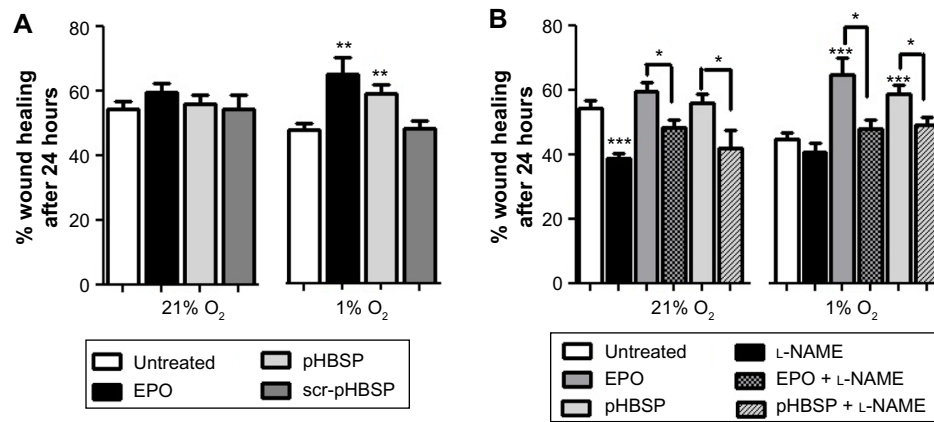 A
% wound healing
after 24 hours
80
60
40
20
0
**
**
21% O2
1% O2
Untreated
EPO
pHBSP
scr-pHBSP
B
% wound healing
after 24 hours
80
60
40
20
0
***
*
*
***
*
***
*
21% O2
1% O2
Untreated
EPO
pHBSP
L-NAME
EPO + L-NAME
pHBSP + L-NAME